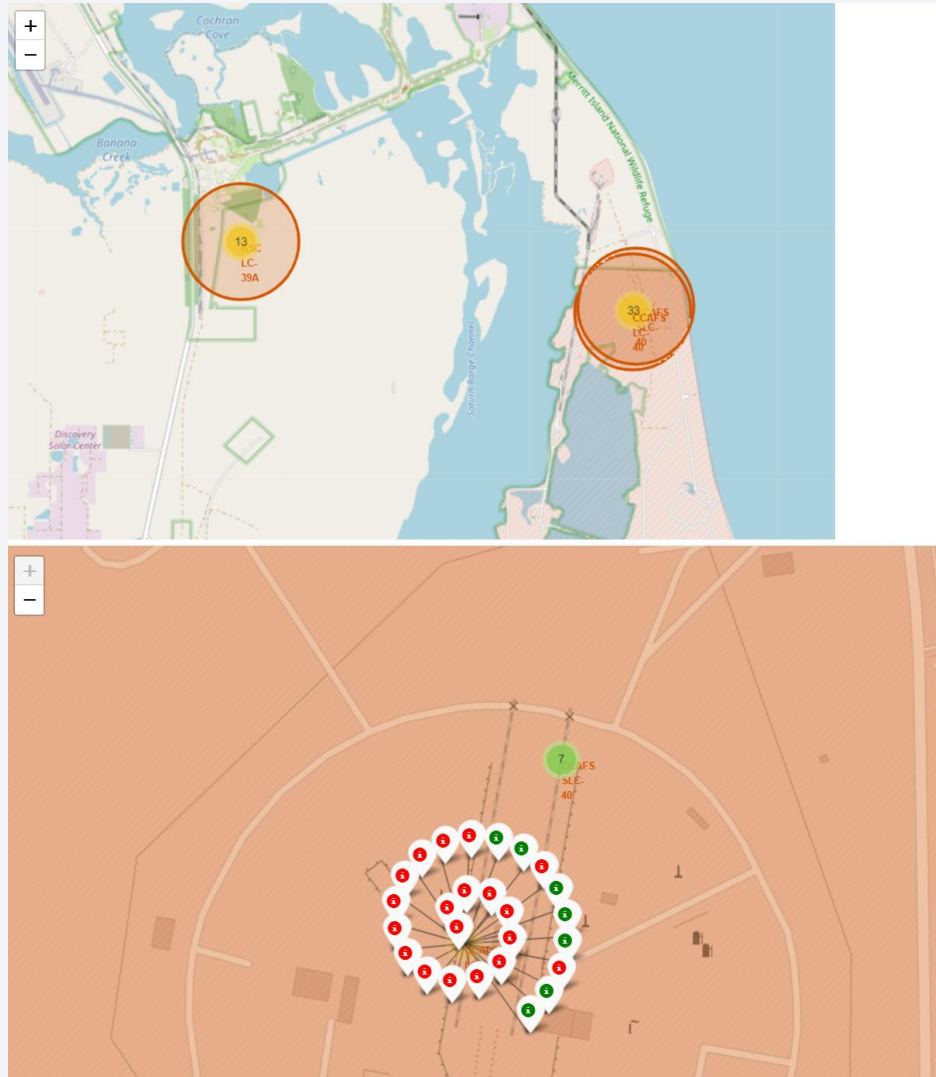 +
−
Cochran
Cove
Merritt Island National Wildlife Refuge
Banana
Creek
13
LC-
39A
33
CCAFS
LC-
40
Saturn Barge Channel
Discovery
Solar Center
+
−
7
SLC-
40